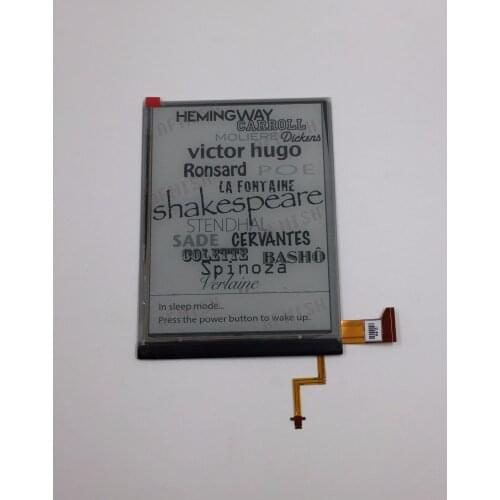 HEMINGWAY
CARROLL
MOLIERE Dickens
victor hugo
Ronsard POE
LA FONTAINE
shakespeare
STENDHAL
SADE CERVANTES
COLETTE BASHÔ
Spinoza
Verlaine
In sleep mode...
Press the power button to wake up.